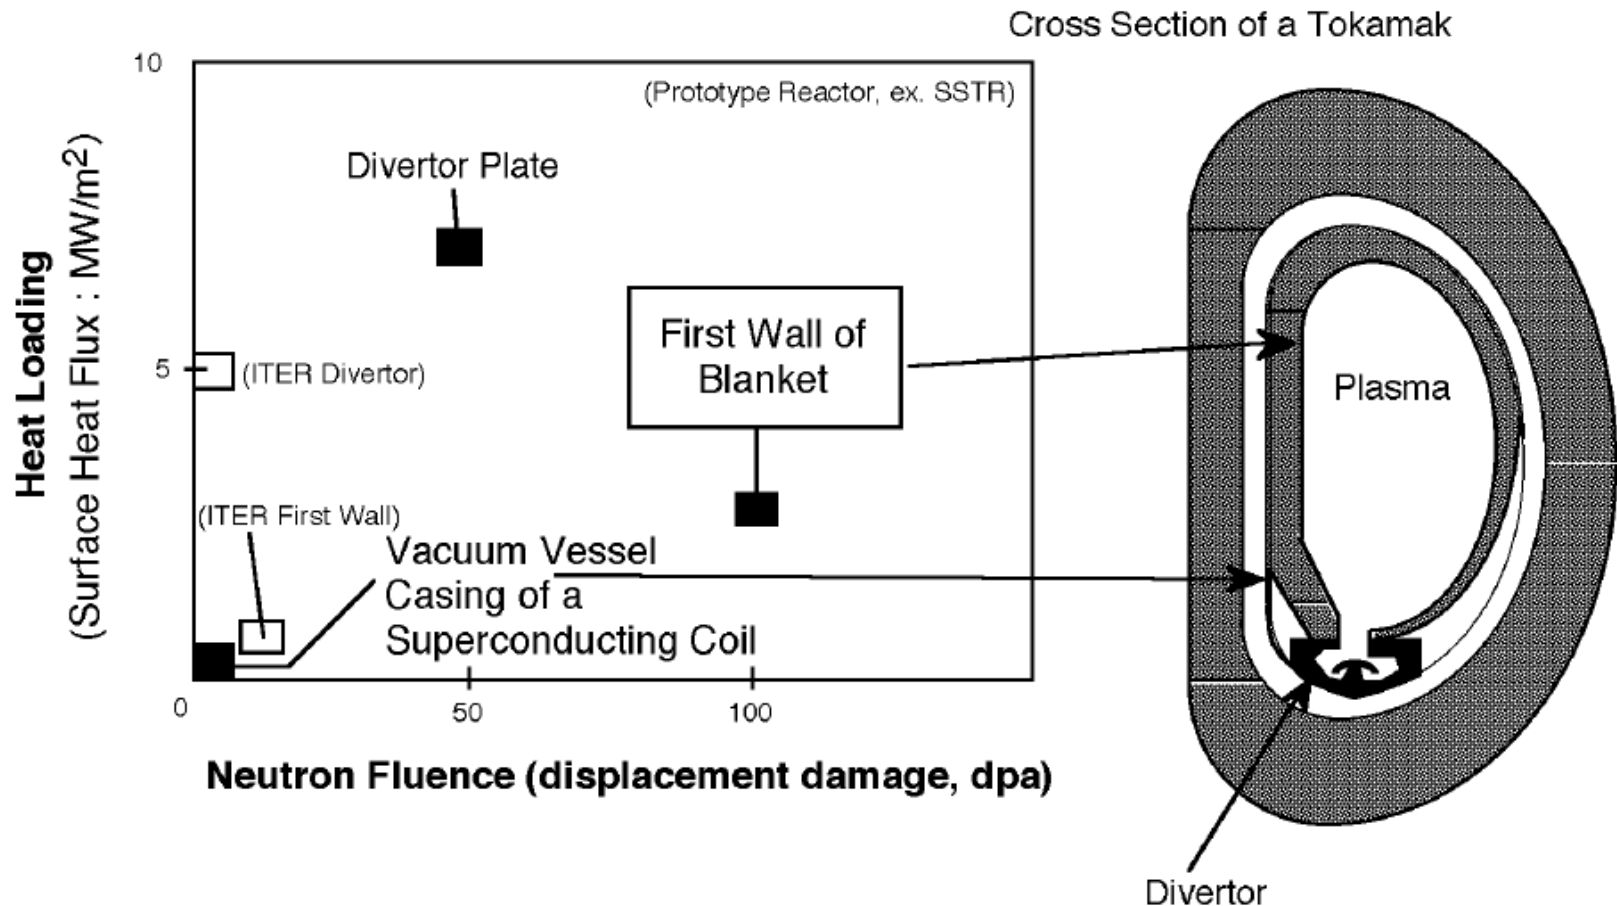 Cross Section of a Tokamak
10
(Prototype Reactor, ex. SSTR)
Divertor Plate
Heat Loading
(Surface Heat Flux : MW/m2)
First Wall of
Blanket
5
(ITER Divertor)
Plasma
(ITER First Wall)
Vacuum Vessel
Casing of a
Superconducting Coil
0
50
100
Neutron Fluence (displacement damage, dpa)
Divertor